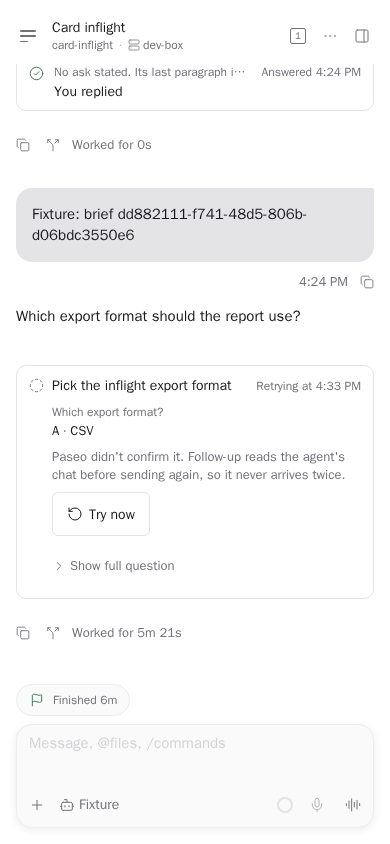 Card inflight
card-inflight · dev-box
1
No ask stated. Its last paragraph i··· Answered 4:24 PM
You replied
Worked for 0s
Fixture: brief dd882111-f741-48d5-806b-
d06bdc3550e6
4:24 PM
Which export format should the report use?
Pick the inflight export format Retrying at 4:33 PM
Which export format?
A · CSV
Paseo didn't confirm it. Follow-up reads the agent's
chat before sending again, so it never arrives twice.
Try now
Show full question
Worked for 5m 21s
Finished 6m
Message, @files, /commands
Fixture